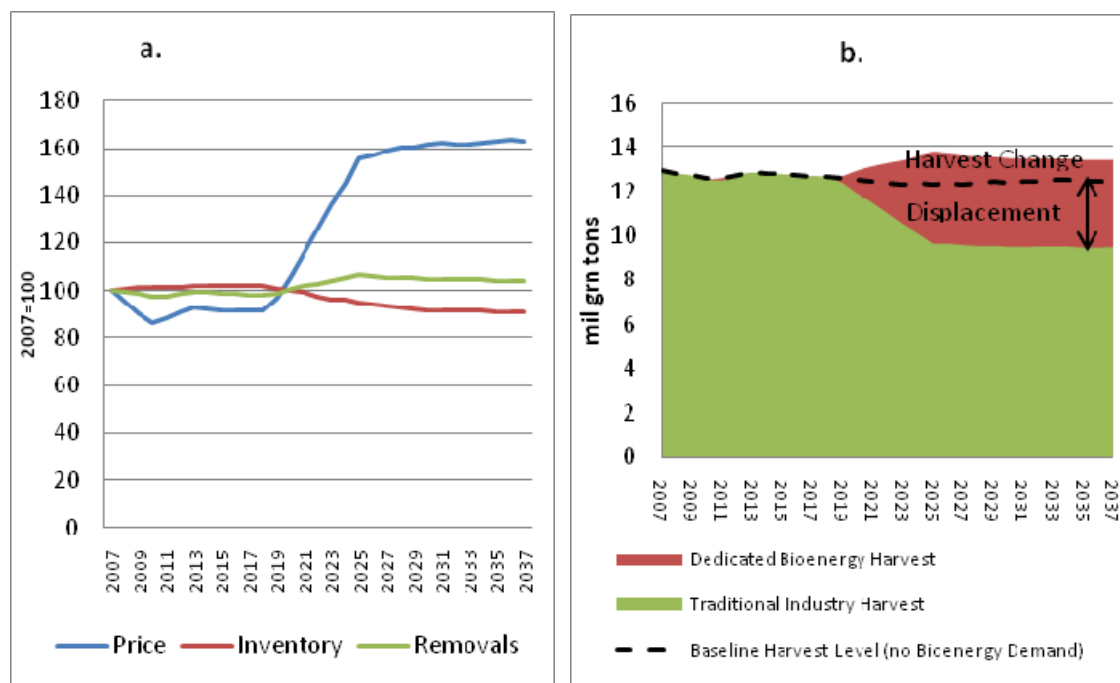 a.
180
160
140
120
100
80
60
40
20
0
2007=100
2007 2009 2011 2013 2015 2017 2019 2021 2023 2025 2027 2029 2031 2033 2035 2037
Price Inventory Removals
b.
16
14
12
10
8
6
4
2
0
mil grn tons
Harvest Change
Displacement
2007 2009 2011 2013 2015 2017 2019 2021 2023 2025 2027 2029 2031 2033 2035 2037
Dedicated Bioenergy Harvest
Traditional Industry Harvest
Baseline Harvest Level (no Bicenergy Demand)